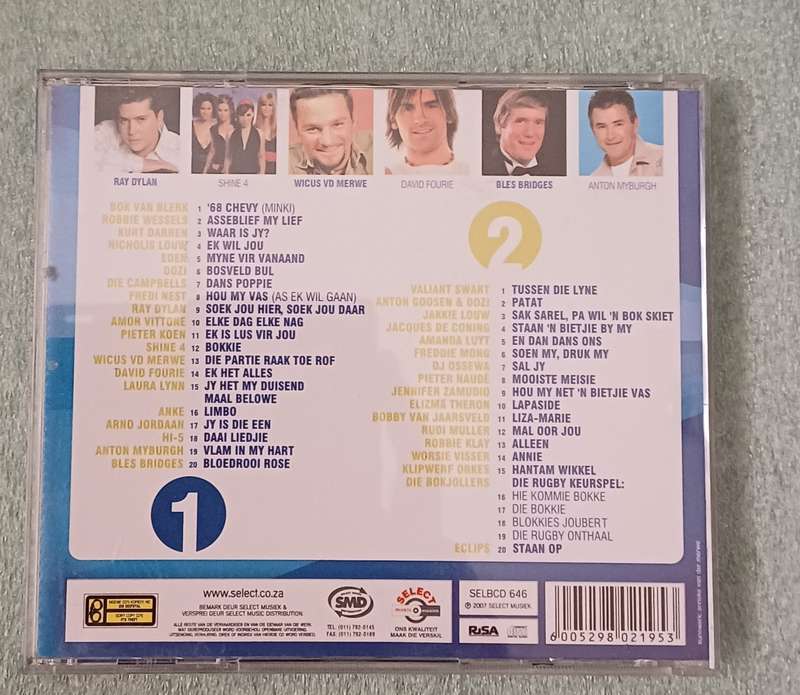 RAY DYLAN
SHINE 4
WICUS VD MERWE
DAVID FOURIE
BLES BRIDGES
ANTON MYBURGH
BOK VAN BLERK 1 '68 CHEVY (MINKI)
ROBBIE WESSELS 2 ASSEBLIEF MY LIEF
KURT DARREN 3 WAAR IS JY?
NICHOLIS LOUW 4 EK WIL JOU
EDEN 5 MYNE VIR VANAAND
DOZI 6 BOSVELD BUL
DIE CAMPBELLS 7 DANS POPPIE
FREDI NEST 8 HOU MY VAS (AS EK WIL GAAN)
RAY DYLAN 9 SOEK JOU HIER, SOEK JOU DAAR
AMOR VITTONE 10 ELKE DAG ELKE NAG
PIETER KOEN 11 EK IS LUS VIR JOU
SHINE 4 12 BOKKIE
WICUS VD MERWE 13 DIE PARTIE RAAK TOE ROF
DAVID FOURIE 14 EK HET ALLES
LAURA LYNN 15 JY HET MY DUISEND
MAAL BELOWE
ANKE 16 LIMBO
ARNO JORDAAN 17 JY IS DIE EEN
HI-5 18 DAAI LIEDJIE
ANTON MYBURGH 19 VLAM IN MY HART
BLES BRIDGES 20 BLOEDROOI ROSE
1
2
VALIANT SWART 1 TUSSEN DIE LYNE
ANTON GOOSEN & DOZI 2 PATAT
JAKKIE LOUW 3 SAK SAREL, PA WIL 'N BOK SKIET
JACQUES DE CONING 4 STAAN 'N BIETJIE BY MY
AMANDA LUYT 5 EN DAN DANS ONS
FREDDIE MONG 6 SOEN MY, DRUK MY
DJ OSSEWA 7 SAL JY
PIETER NAUDÉ 8 MOOISTE MEISIE
JENNIFER ZAMUDIO 9 HOU MY NET 'N BIETJIE VAS
ELIZMA THERON 10 LAPASIDE
BOBBY VAN JAARSVELD 11 LIZA-MARIE
RUDI MULLER 12 MAL OOR JOU
ROBBIE KLAY 13 ALLEEN
WORSIE VISSER 14 ANNIE
KLIPWERF ORKES 15 HANTAM WIKKEL
DIE BOKJOLLERS DIE RUGBY KEURSPEL:
16 HIE KOMMIE BOKKE
17 DIE BOKKIE
18 BLOKKIES JOUBERT
19 DIE RUGBY ONTHAAL
ECLIPS 20 STAAN OP
www.select.co.za
BEMARK DEUR SELECT MUSIEK &
VERSPREI DEUR SELECT MUSIC DISTRIBUTION
SMD
TEL. (011) 792-0145
FAX. (011) 792-0189
SELECT
ONS KWALITEIT
MAAK DIE VERSKIL
SELBCD 646
℗ 2007 SELECT MUSIEK
RiSA
6 005298 021953